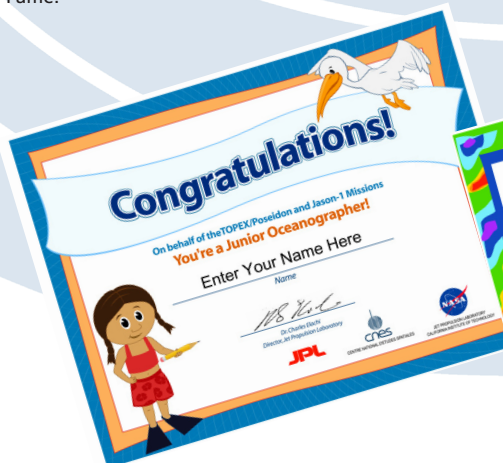 Fame!
Congratulations!
On behalf of theTOPEX/Poseidon and Jason-1 Missions
You're a Junior Oceanographer!
Enter Your Name Here
Name
Dr. Charles Elachi
Director, Jet Propulsion Laboratory
JPL
cnes
CENTRE NATIONAL D'ETUDES SPATIALES
NASA
JET PROPULSION LABORATORY
CALIFORNIA INSTITUTE OF TECHNOLOGY